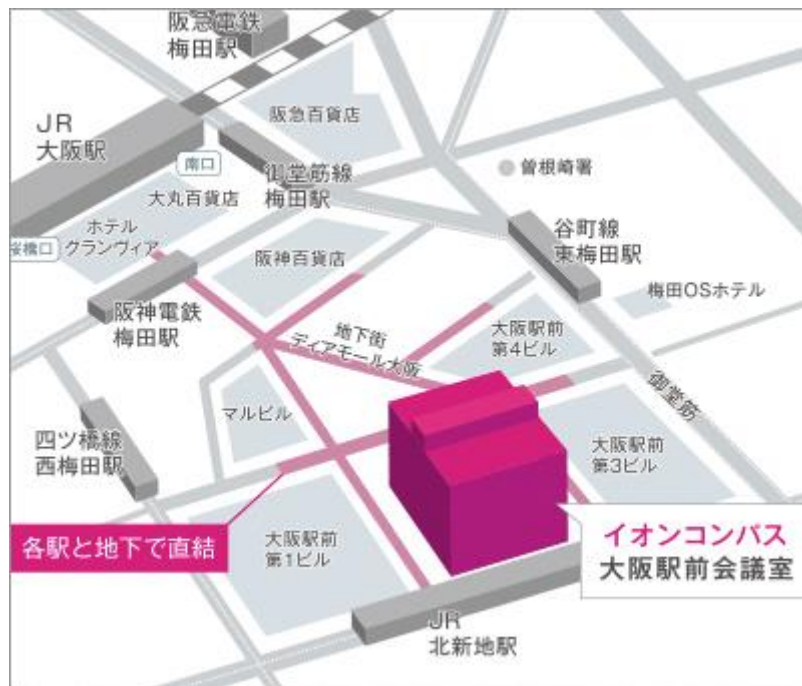 阪急電鉄
梅田駅
阪急百貨店
JR
大阪駅
南口
御堂筋線
梅田駅
曽根崎署
大丸百貨店
ホテル
グランヴィア
桜橋口
谷町線
東梅田駅
阪神百貨店
阪神電鉄
梅田駅
梅田OSホテル
地下街
ディアモール大阪
大阪駅前
第4ビル
御堂筋
マルビル
四ツ橋線
西梅田駅
大阪駅前
第3ビル
各駅と地下で直結
大阪駅前
第1ビル
イオンコンパス
大阪駅前会議室
JR
北新地駅